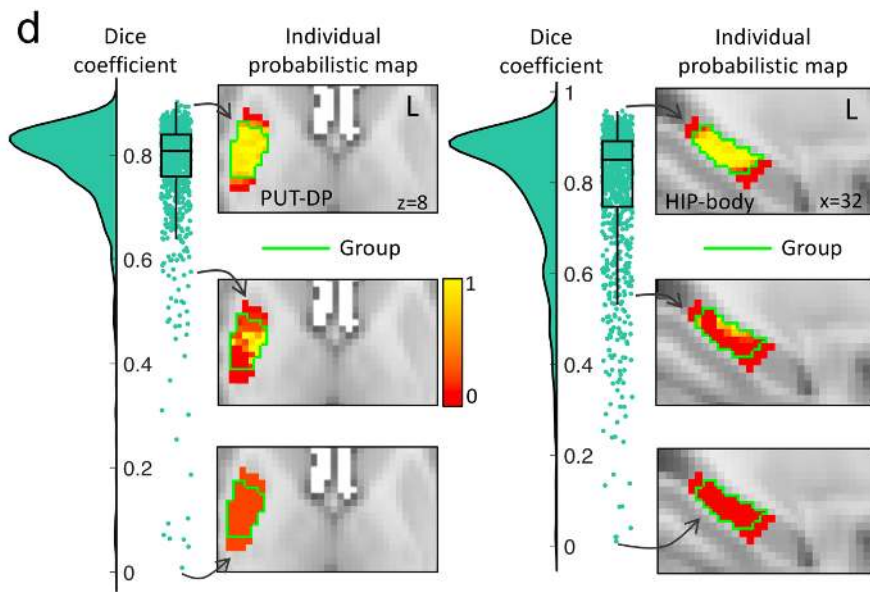 d
Dice
coefficient
Individual
probabilistic map
0.8
0.6
0.4
0.2
0
L
PUT-DP
z=8
Group
1
0
Dice
coefficient
Individual
probabilistic map
1
0.8
0.6
0.4
0.2
0
L
HIP-body
x=32
Group